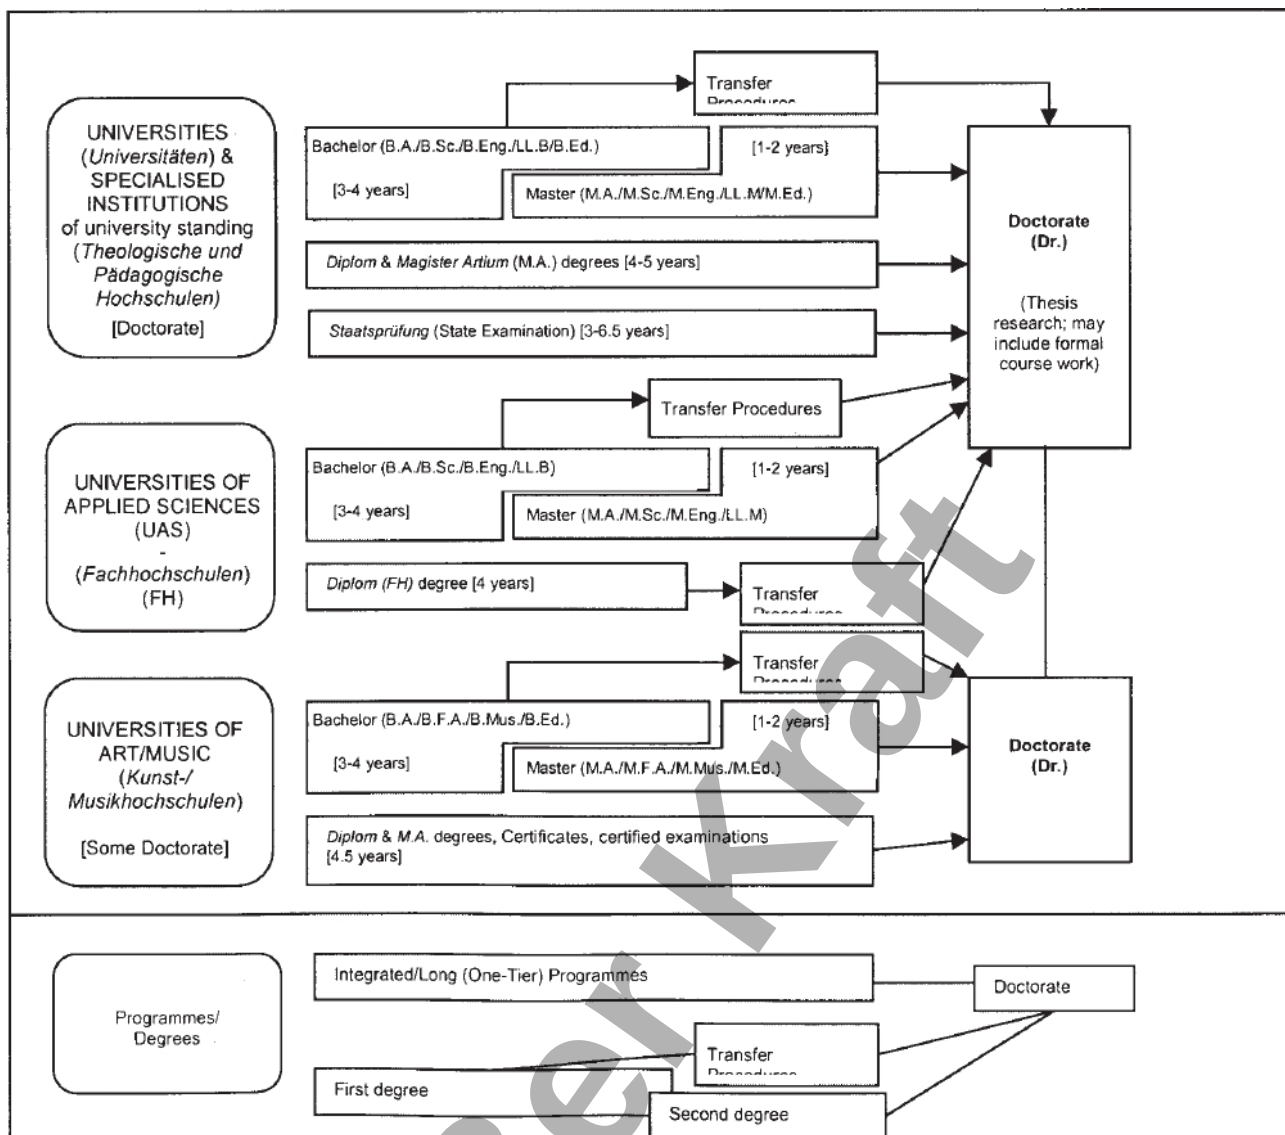 Transfer
Procedures
UNIVERSITIES
(Universitäten) &
SPECIALISED
INSTITUTIONS
of university standing
(Theologische und
Pädagogische
Hochschulen)
[Doctorate]
Bachelor (B.A./B.Sc./B.Eng./LL.B/B.Ed.)
[1-2 years]
[3-4 years]
Master (M.A./M.Sc./M.Eng./LL.M/M.Ed.)
Diplom & Magister Artium (M.A.) degrees [4-5 years]
Staatsprüfung (State Examination) [3-6.5 years]
Doctorate
(Dr.)
(Thesis
research; may
include formal
course work)
UNIVERSITIES OF
APPLIED SCIENCES
(UAS)
-
(Fachhochschulen)
(FH)
Transfer Procedures
Bachelor (B.A./B.Sc./B.Eng./LL.B)
[1-2 years]
[3-4 years]
Master (M.A./M.Sc./M.Eng./LL.M)
Diplom (FH) degree [4 years]
Transfer
Procedures
Transfer
Procedures
UNIVERSITIES OF
ART/MUSIC
(Kunst-/
Musikhochschulen)
[Some Doctorate]
Bachelor (B.A./B.F.A./B.Mus./B.Ed.)
[1-2 years]
[3-4 years]
Master (M.A./M.F.A./M.Mus./M.Ed.)
Diplom & M.A. degrees, Certificates, certified examinations
[4.5 years]
Doctorate
(Dr.)
Programmes/
Degrees
Integrated/Long (One-Tier) Programmes
Doctorate
Transfer
Procedures
First degree
Second degree
er Kraft